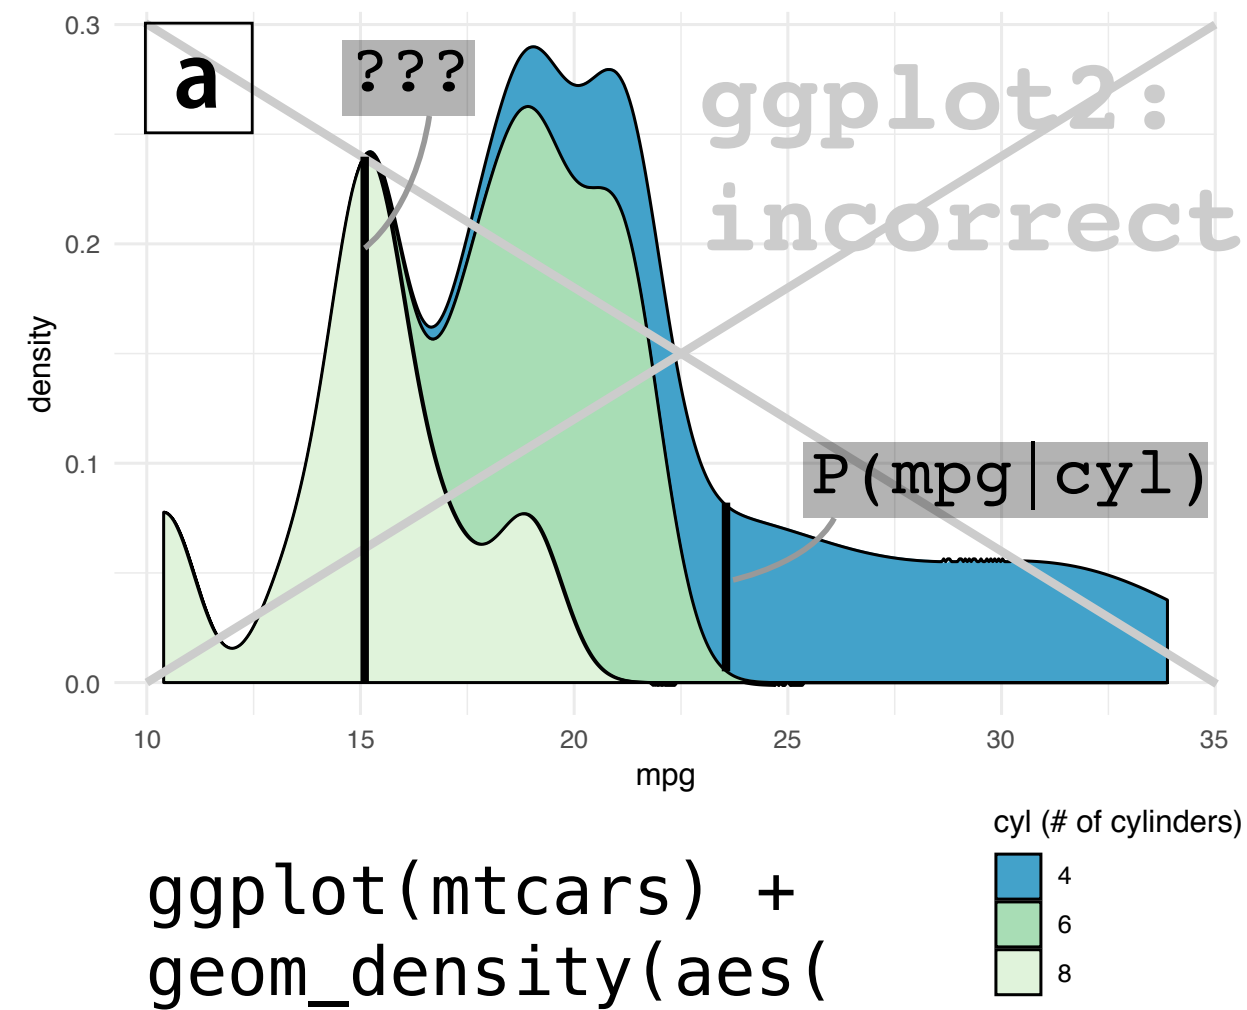 0.3
a
???
ggplot2:
incorrect
0.2
density
0.1
P(mpg|cyl)
0.0
10 15 20 25 30 35
mpg
cyl (# of cylinders)
4
6
8
ggplot(mtcars) +
geom_density(aes(